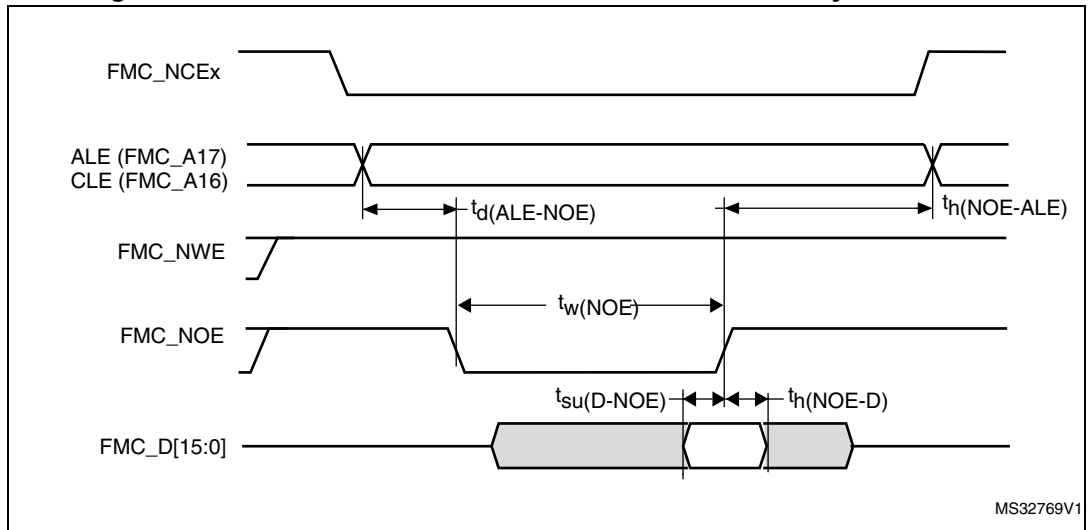 FMC_NCEx
ALE (FMC_A17)
CLE (FMC_A16)
td(ALE-NOE)
th(NOE-ALE)
FMC_NWE
tw(NOE)
FMC_NOE
tsu(D-NOE)
th(NOE-D)
FMC_D[15:0]
MS32769V1